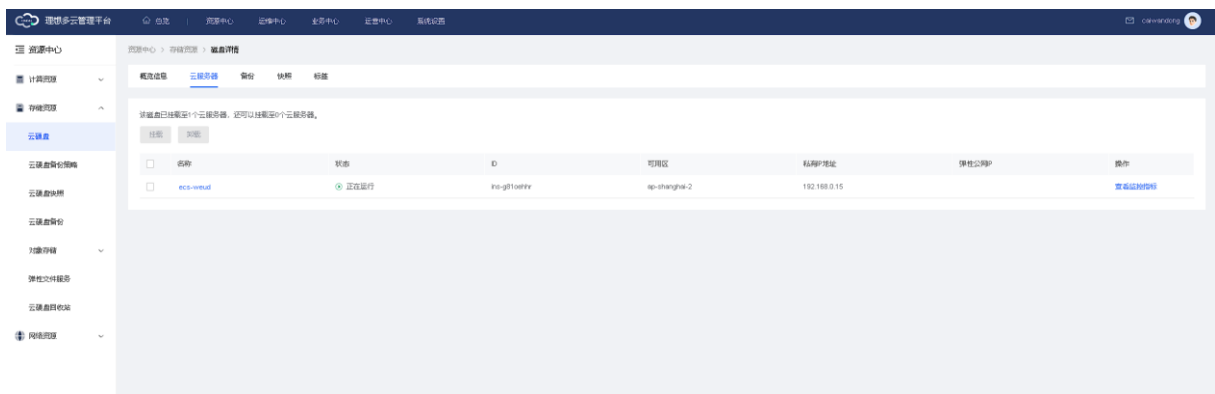 理想多云管理平台 总览 资源中心 运维中心 业务中心 运营中心 系统设置 caiwandong
资源中心
资源中心 > 存储资源 > 磁盘详情
计算资源
概览信息 云服务器 备份 快照 标签
存储资源
该磁盘已挂载至1个云服务器，还可以挂载至0个云服务器。
云硬盘
挂载 卸载
云硬盘备份策略
名称 状态 ID 可用区 私有IP地址 弹性公网IP 操作
云硬盘快照
ecs-weud 正在运行 ap-shanghai-2 192.168.0.15 查看监控指标
云硬盘备份
对象存储
弹性文件服务
云硬盘回收站
网络资源